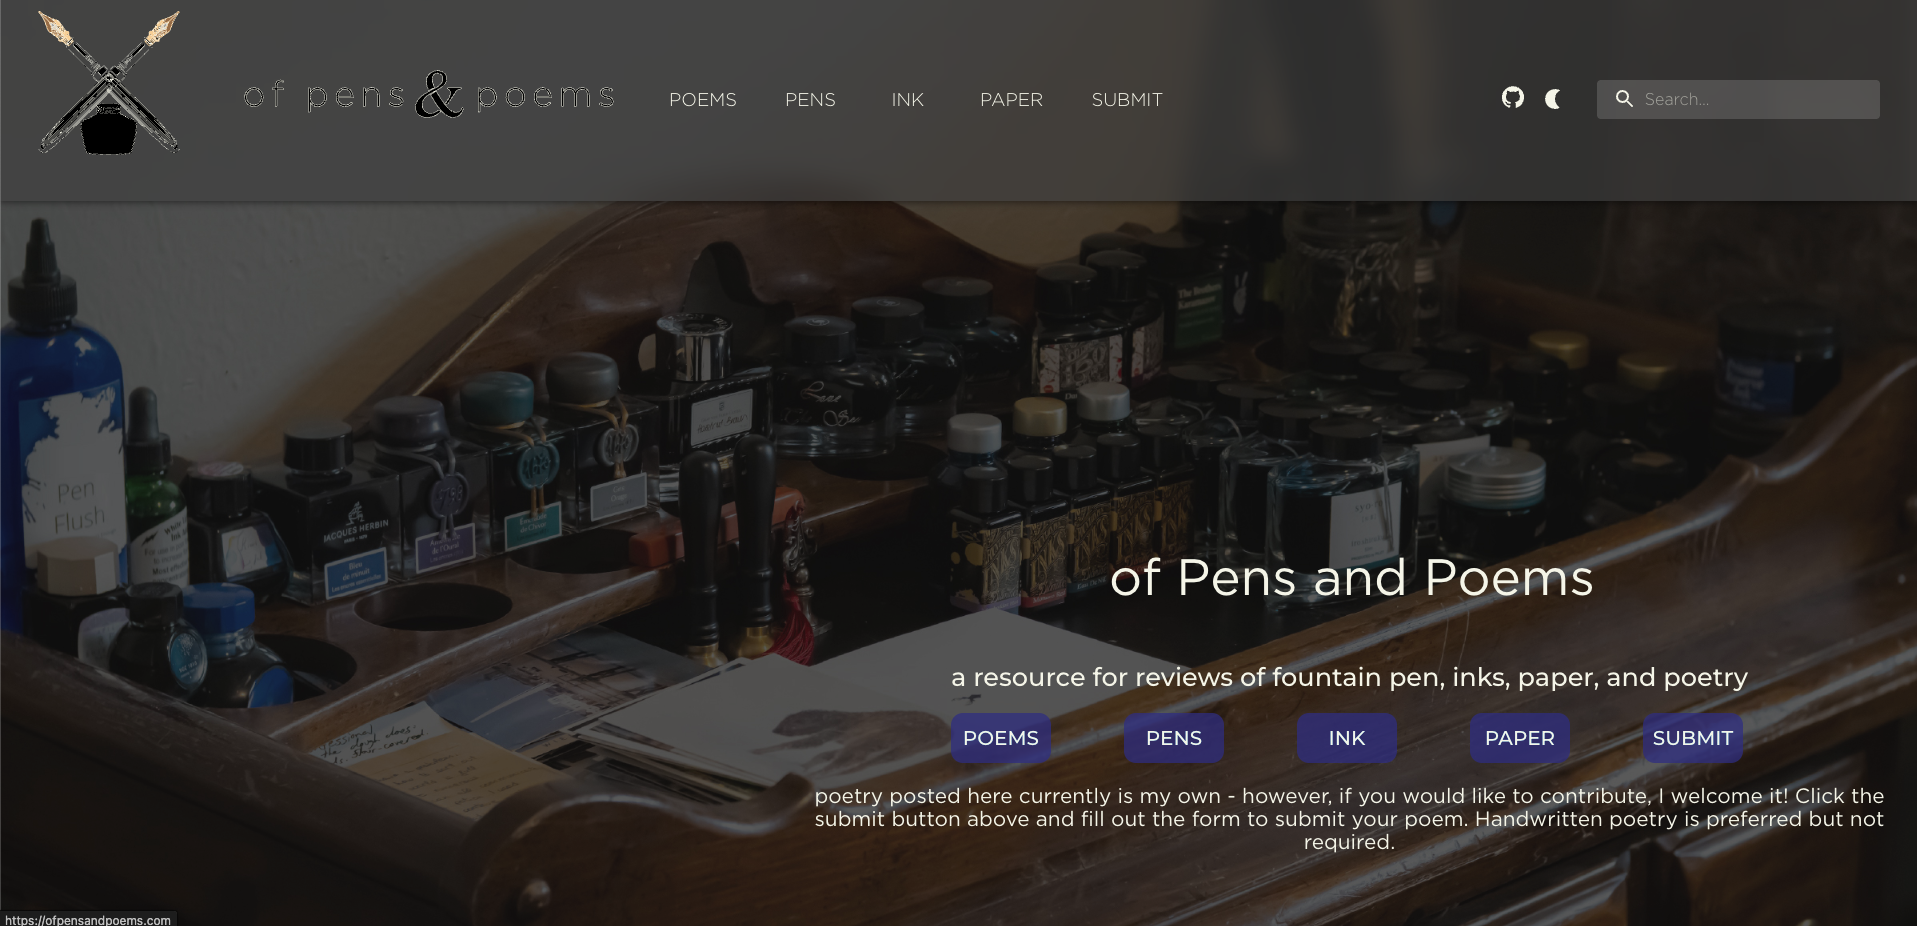 of pens & poems
POEMS PENS INK PAPER SUBMIT
Search...
Pen
Flush
JACQUES HERBIN
of Pens and Poems
a resource for reviews of fountain pen, inks, paper, and poetry
POEMS PENS INK PAPER SUBMIT
poetry posted here currently is my own - however, if you would like to contribute, I welcome it! Click the
submit button above and fill out the form to submit your poem. Handwritten poetry is preferred but not
required.
https://ofpensandpoems.com